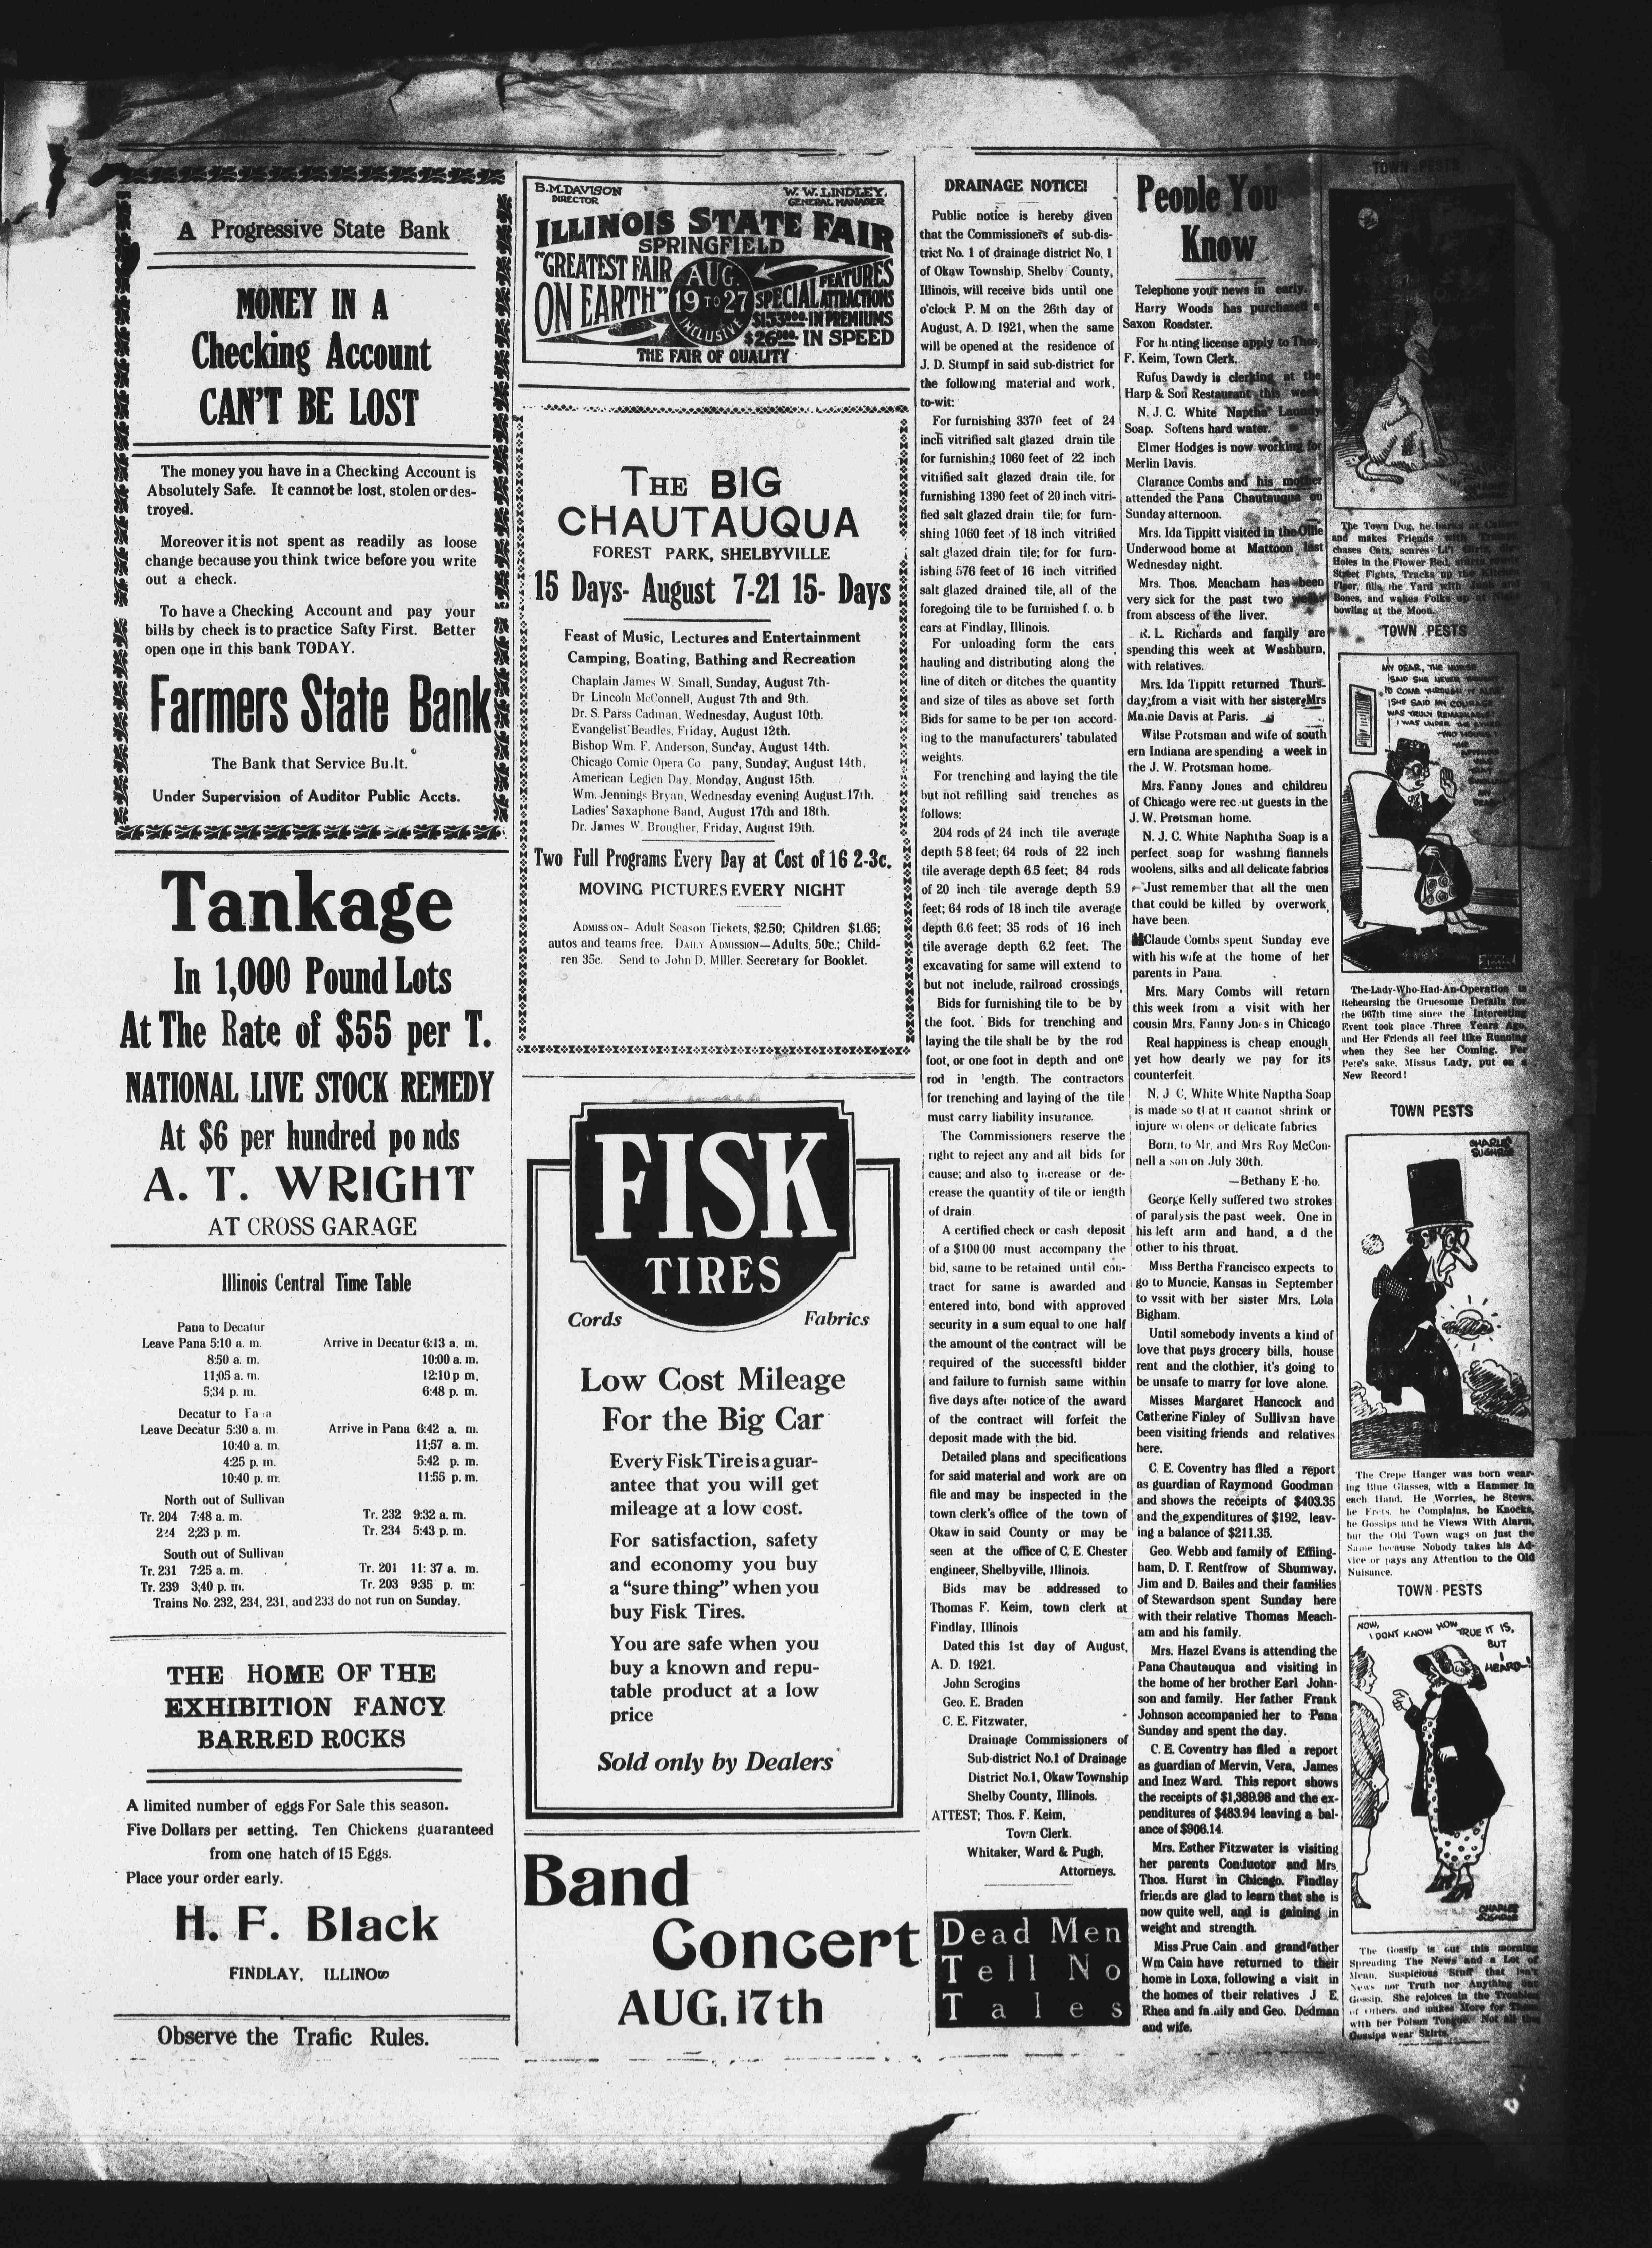 A Progressive State Bank
MONEY IN A
Checking Account
CAN'T BE LOST
The money you have in a Checking Account is
Absolutely Safe. It cannot be lost, stolen or des-
troyed.
Moreover it is not spent as readily as loose
change because you think twice before you write
out a check.
To have a Checking Account and pay your
bills by check is to practice Safty First. Better
open one in this bank TODAY.
Farmers State Bank
The Bank that Service Bu.lt.
Under Supervision of Auditor Public Accts.
Tankage
In 1,000 Pound Lots
At The Rate of $55 per T.
NATIONAL LIVE STOCK REMEDY
At $6 per hundred po nds
A. T. WRIGHT
AT CROSS GARAGE
Illinois Central Time Table
Pana to Decatur
Leave Pana 5:10 a. m. Arrive in Decatur 6:13 a. m.
8:50 a. m. 10:00 a. m.
11;05 a. m. 12:10 p m,
5;34 p. m. 6:48 p. m.
Decatur to Pana
Leave Decatur 5:30 a. m. Arrive in Pana 6:42 a. m.
10:40 a. m. 11:57 a. m.
4:25 p. m. 5:42 p. m.
10:40 p. m. 11:55 p. m.
North out of Sullivan
Tr. 204 7:48 a. m. Tr. 232 9:32 a. m.
224 2;23 p. m. Tr. 234 5:43 p. m.
South out of Sullivan
Tr. 231 7:25 a. m. Tr. 201 11:37 a. m.
Tr. 239 3;40 p. m. Tr. 203 9:35 p. m:
Trains No. 232, 234, 231, and 233 do not run on Sunday.
THE HOME OF THE
EXHIBITION FANCY
BARRED ROCKS
A limited number of eggs For Sale this season.
Five Dollars per setting. Ten Chickens guaranteed
from one hatch of 15 Eggs.
Place your order early.
H. F. Black
FINDLAY, ILLINOIS
Observe the Trafic Rules.
B. M. DAVISON
DIRECTOR
W. W. LINDLEY.
GENERAL MANAGER
ILLINOIS STATE FAIR
SPRINGFIELD
"GREATEST FAIR
ON EARTH"
AUG.
19 TO 27
INCLUSIVE
FEATURES
SPECIAL ATTRACTIONS
$153000.00 IN PREMIUMS
$26000. IN SPEED
THE FAIR OF QUALITY
THE BIG
CHAUTAUQUA
FOREST PARK, SHELBYVILLE
15 Days- August 7-21 15- Days
Feast of Music, Lectures and Entertainment
Camping, Boating, Bathing and Recreation
Chaplain James W. Small, Sunday, August 7th-
Dr Lincoln McConnell, August 7th and 9th.
Dr. S. Parss Cadman, Wednesday, August 10th.
Evangelist Beadles, Friday, August 12th.
Bishop Wm. F. Anderson, Sunday, August 14th.
Chicago Comic Opera Co pany, Sunday, August 14th,
American Legion Day, Monday, August 15th.
Wm. Jennings Bryan, Wednesday evening August 17th.
Ladies' Saxaphone Band, August 17th and 18th.
Dr. James W. Brougher, Friday, August 19th.
Two Full Programs Every Day at Cost of 16 2-3c.
MOVING PICTURES EVERY NIGHT
ADMISS ON- Adult Season Tickets, $2.50; Children $1.65;
autos and teams free. DAILY ADMISSION—Adults, 50c.; Child-
ren 35c. Send to John D. Miller, Secretary for Booklet.
FISK
TIRES
Cords Fabrics
Low Cost Mileage
For the Big Car
Every Fisk Tire is a guar-
antee that you will get
mileage at a low cost.
For satisfaction, safety
and economy you buy
a "sure thing" when you
buy Fisk Tires.
You are safe when you
buy a known and repu-
table product at a low
price
Sold only by Dealers
Band
Concert
AUG. 17th
DRAINAGE NOTICE!
Public notice is hereby given
that the Commissioners of sub-dis-
trict No. 1 of drainage district No. 1
of Okaw Township, Shelby County,
Illinois, will receive bids until one
o'clock P. M on the 26th day of
August, A. D. 1921, when the same
will be opened at the residence of
J. D. Stumpf in said sub-district for
the following material and work,
to-wit:
For furnishing 3370 feet of 24
inch vitrified salt glazed drain tile
for furnishing 1060 feet of 22 inch
vitiified salt glazed drain tile, for
furnishing 1390 feet of 20 inch vitri-
fied salt glazed drain tile; for furn-
shing 1060 feet of 18 inch vitrified
salt glazed drain tile; for for furn-
ishing 576 feet of 16 inch vitrified
salt glazed drained tile, all of the
foregoing tile to be furnished f. o. b
cars at Findlay, Illinois.
For unloading form the cars
hauling and distributing along the
line of ditch or ditches the quantity
and size of tiles as above set forth
Bids for same to be per ton accord-
ing to the manufacturers' tabulated
weights.
For trenching and laying the tile
but not refilling said trenches as
follows:
204 rods of 24 inch tile average
depth 5 8 feet; 64 rods of 22 inch
tile average depth 6.5 feet; 84 rods
of 20 inch tile average depth 5.9
feet; 64 rods of 18 inch tile average
depth 6.6 feet; 35 rods of 16 inch
tile average depth 6.2 feet. The
excavating for same will extend to
but not include, railroad crossings,
Bids for furnishing tile to be by
the foot. Bids for trenching and
laying the tile shall be by the rod
foot, or one foot in depth and one
rod in length. The contractors
for trenching and laying of the tile
must carry liability insurance.
The Commissioners reserve the
right to reject any and all bids for
cause; and also to increase or de-
crease the quantity of tile or length
of drain
A certified check or cash deposit
of a $100 00 must accompany the
bid, same to be retained until con-
tract for same is awarded and
entered into, bond with approved
security in a sum equal to one half
the amount of the contract will be
required of the successftl bidder
and failure to furnish same within
five days after notice of the award
of the contract will forfeit the
deposit made with the bid.
Detailed plans and specifications
for said material and work are on
file and may be inspected in the
town clerk's office of the town of
Okaw in said County or may be
seen at the office of C. E. Chester
engineer, Shelbyville, Illinois.
Bids may be addressed to
Thomas F. Keim, town clerk at
Findlay, Illinois
Dated this 1st day of August,
A. D. 1921.
John Scrogins
Geo. E. Braden
C. E. Fitzwater,
Drainage Commissioners of
Sub-district No.1 of Drainage
District No.1, Okaw Township
Shelby County, Illinois.
ATTEST; Thos. F. Keim,
Town Clerk.
Whitaker, Ward & Pugh,
Attorneys.
Dead Men
Tell No
Tales
People You
Know
Telephone your news in early.
Harry Woods has purchased a
Saxon Roadster.
For hunting license apply to Thos.
F. Keim, Town Clerk.
Rufus Dawdy is clerking at the
Harp & Son Restaurant this week
N. J. C. White Naptha Laundy
Soap. Softens hard water.
Elmer Hodges is now working for
Merlin Davis.
Clarance Combs and his mother
attended the Pana Chautauqua on
Sunday afternoon.
Mrs. Ida Tippitt visited in the Ollie
Underwood home at Mattoon last
Wednesday night.
Mrs. Thos. Meacham has been
very sick for the past two weeks
from abscess of the liver.
R. L. Richards and family are
spending this week at Washburn,
with relatives.
Mrs. Ida Tippitt returned Thurs-
day from a visit with her sister Mrs
Mamie Davis at Paris.
Wilse Protsman and wife of south
ern Indiana are spending a week in
the J. W. Protsman home.
Mrs. Fanny Jones and children
of Chicago were rec nt guests in the
J. W. Protsman home.
N. J. C. White Naphtha Soap is a
perfect soap for washing flannels
woolens, silks and all delicate fabrios
Just remember that all the men
that could be killed by overwork,
have been.
Claude Combs spent Sunday eve
with his wife at the home of her
parents in Pana.
Mrs. Mary Combs will return
this week from a visit with her
cousin Mrs. Fanny Jones in Chicago
Real happiness is cheap enough,
yet how dearly we pay for its
counterfeit.
N. J C. White White Naptha Soap
is made so that it cannot shrink or
injure woolens or delicate fabrics
Born, to Mr. and Mrs Roy McCon-
nell a son on July 30th.
—Bethany E ho.
George Kelly suffered two strokes
of paralysis the past week. One in
his left arm and hand, a d the
other to his throat.
Miss Bertha Francisco expects to
go to Muncie, Kansas in September
to vssit with her sister Mrs. Lola
Bigham.
Until somebody invents a kind of
love that pays grocery bills, house
rent and the clothier, it's going to
be unsafe to marry for love alone.
Misses Margaret Hancock and
Catherine Finley of Sullivan have
been visiting friends and relatives
here.
C. E. Coventry has filed a report
as guardian of Raymond Goodman
and shows the receipts of $403.35
and the expenditures of $192, leav-
ing a balance of $211.35.
Geo. Webb and family of Effing-
ham, D. T. Rentfrow of Shumway,
Jim and D. Bailes and their families
of Stewardson spent Sunday here
with their relative Thomas Meach-
am and his family.
Mrs. Hazel Evans is attending the
Pana Chautauqua and visiting in
the home of her brother Earl John-
son and family. Her father Frank
Johnson accompanied her to Pana
Sunday and spent the day.
C. E. Coventry has filed a report
as guardian of Mervin, Vera, James
and Inez Ward. This report shows
the receipts of $1,389.98 and the ex-
penditures of $483.94 leaving a bal-
ance of $906.14.
Mrs. Esther Fitzwater is visiting
her parents Conductor and Mrs.
Thos. Hurst in Chicago. Findlay
friends are glad to learn that she is
now quite well, and is gaining in
weight and strength.
Miss Prue Cain and grandfather
Wm Cain have returned to their
home in Loxa, following a visit in
the homes of their relatives J E.
Rhea and fa.aily and Geo. Dedman
and wife.
TOWN PESTS
The Town Dog, he barks at Callers
and makes Friends with Tramps
chases Cats, scares Li'l Girls, digs
Holes in the Flower Bed, starts rowdy
Street Fights, Tracks up the Kitchen
Floor, fills the Yard with Junk and
Bones, and wakes Folks up at Night
howling at the Moon.
TOWN PESTS
MY DEAR, THE NURSE
SAID SHE NEVER THOUGHT
I'D COME THROUGH IT ALIVE
SHE SAID MY COURAGE
WAS TRULY REMARKABLE!
I WAS UNDER THE ETHER
TWO HOURS!
THE
APPENDIX
WAS
SWOLLEN
MY
DEAR!
The-Lady-Who-Had-An-Operation is
Rehearsing the Gruesome Details for
the 967th time since the Interesting
Event took place Three Years Ago,
and Her Friends all feel like Running
when they See her Coming. For
Pete's sake, Missus Lady, put on a
New Record!
TOWN PESTS
CHARLES
SUGHROE
The Crepe Hanger was born wear-
ing Blue Glasses, with a Hammer in
each Hand. He Worries, he Stews,
he Frets, he Complains, he Knocks,
he Gossips and he Views With Alarm,
but the Old Town wags on just the
Same because Nobody takes his Ad-
vice or pays any Attention to the Old
Nuisance.
TOWN PESTS
NOW,
I DONT KNOW HOW TRUE IT IS,
BUT
I
HEARD—!
CHARLES
SUGHROE
The Gossip is out this morning
Spreading The News and a Lot of
Mean, Suspicious Stuff that Isn't
News nor Truth nor Anything but
Gossip. She rejoices in the Troubles
of Others, and makes More for Them
with her Poison Tongue. Not all the
Gossips wear Skirts.